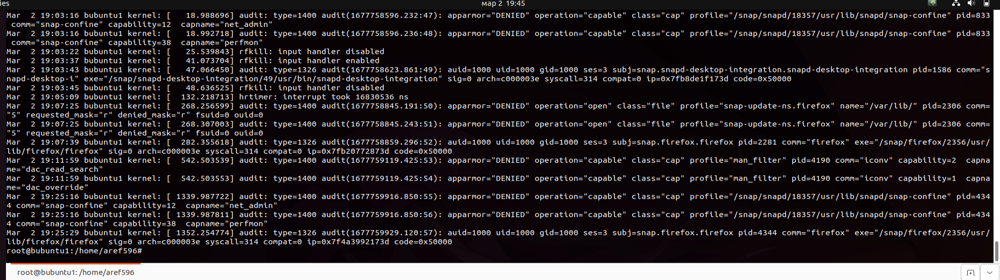 ies
мар 2 19:45
Mar  2 19:03:16 bubuntu1 kernel: [   18.988696] audit: type=1400 audit(1677758596.232:47): apparmor="DENIED" operation="capable" class="cap" profile="/snap/snapd/18357/usr/lib/snapd/snap-confine" pid=833
 comm="snap-confine" capability=12  capname="net_admin"
Mar  2 19:03:16 bubuntu1 kernel: [   18.992718] audit: type=1400 audit(1677758596.236:48): apparmor="DENIED" operation="capable" class="cap" profile="/snap/snapd/18357/usr/lib/snapd/snap-confine" pid=833
 comm="snap-confine" capability=38  capname="perfmon"
Mar  2 19:03:22 bubuntu1 kernel: [   25.539843] rfkill: input handler disabled
Mar  2 19:03:37 bubuntu1 kernel: [   41.073704] rfkill: input handler enabled
Mar  2 19:03:43 bubuntu1 kernel: [   47.066450] audit: type=1326 audit(1677758623.861:49): auid=1000 uid=1000 gid=1000 ses=3 subj=snap.snapd-desktop-integration.snapd-desktop-integration pid=1586 comm="s
napd-desktop-i" exe="/snap/snapd-desktop-integration/49/usr/bin/snapd-desktop-integration" sig=0 arch=c000003e syscall=314 compat=0 ip=0x7fb8de1f173d code=0x50000
Mar  2 19:03:45 bubuntu1 kernel: [   48.636525] rfkill: input handler disabled
Mar  2 19:05:09 bubuntu1 kernel: [  132.218713] hrtimer: interrupt took 16830536 ns
Mar  2 19:07:25 bubuntu1 kernel: [  268.256599] audit: type=1400 audit(1677758845.191:50): apparmor="DENIED" operation="open" class="file" profile="snap-update-ns.firefox" name="/var/lib/" pid=2306 comm=
"5" requested_mask="r" denied_mask="r" fsuid=0 ouid=0
Mar  2 19:07:25 bubuntu1 kernel: [  268.307003] audit: type=1400 audit(1677758845.243:51): apparmor="DENIED" operation="open" class="file" profile="snap-update-ns.firefox" name="/var/lib/" pid=2306 comm=
"5" requested_mask="r" denied_mask="r" fsuid=0 ouid=0
Mar  2 19:07:39 bubuntu1 kernel: [  282.355618] audit: type=1326 audit(1677758859.296:52): auid=1000 uid=1000 gid=1000 ses=3 subj=snap.firefox.firefox pid=2281 comm="firefox" exe="/snap/firefox/2356/usr/
lib/firefox/firefox" sig=0 arch=c000003e syscall=314 compat=0 ip=0x7fb20772873d code=0x50000
Mar  2 19:11:59 bubuntu1 kernel: [  542.503539] audit: type=1400 audit(1677759119.425:53): apparmor="DENIED" operation="capable" class="cap" profile="man_filter" pid=4190 comm="iconv" capability=2  capna
me="dac_read_search"
Mar  2 19:11:59 bubuntu1 kernel: [  542.503553] audit: type=1400 audit(1677759119.425:54): apparmor="DENIED" operation="capable" class="cap" profile="man_filter" pid=4190 comm="iconv" capability=1  capna
me="dac_override"
Mar  2 19:25:16 bubuntu1 kernel: [ 1339.987722] audit: type=1400 audit(1677759916.850:55): apparmor="DENIED" operation="capable" class="cap" profile="/snap/snapd/18357/usr/lib/snapd/snap-confine" pid=434
4 comm="snap-confine" capability=12  capname="net_admin"
Mar  2 19:25:16 bubuntu1 kernel: [ 1339.987811] audit: type=1400 audit(1677759916.850:56): apparmor="DENIED" operation="capable" class="cap" profile="/snap/snapd/18357/usr/lib/snapd/snap-confine" pid=434
4 comm="snap-confine" capability=38  capname="perfmon"
Mar  2 19:25:29 bubuntu1 kernel: [ 1352.254774] audit: type=1326 audit(1677759929.120:57): auid=1000 uid=1000 gid=1000 ses=3 subj=snap.firefox.firefox pid=4344 comm="firefox" exe="/snap/firefox/2356/usr/
lib/firefox/firefox" sig=0 arch=c000003e syscall=314 compat=0 ip=0x7f4a3992173d code=0x50000
root@bubuntu1:/home/aref596#
root@bubuntu1: /home/aref596